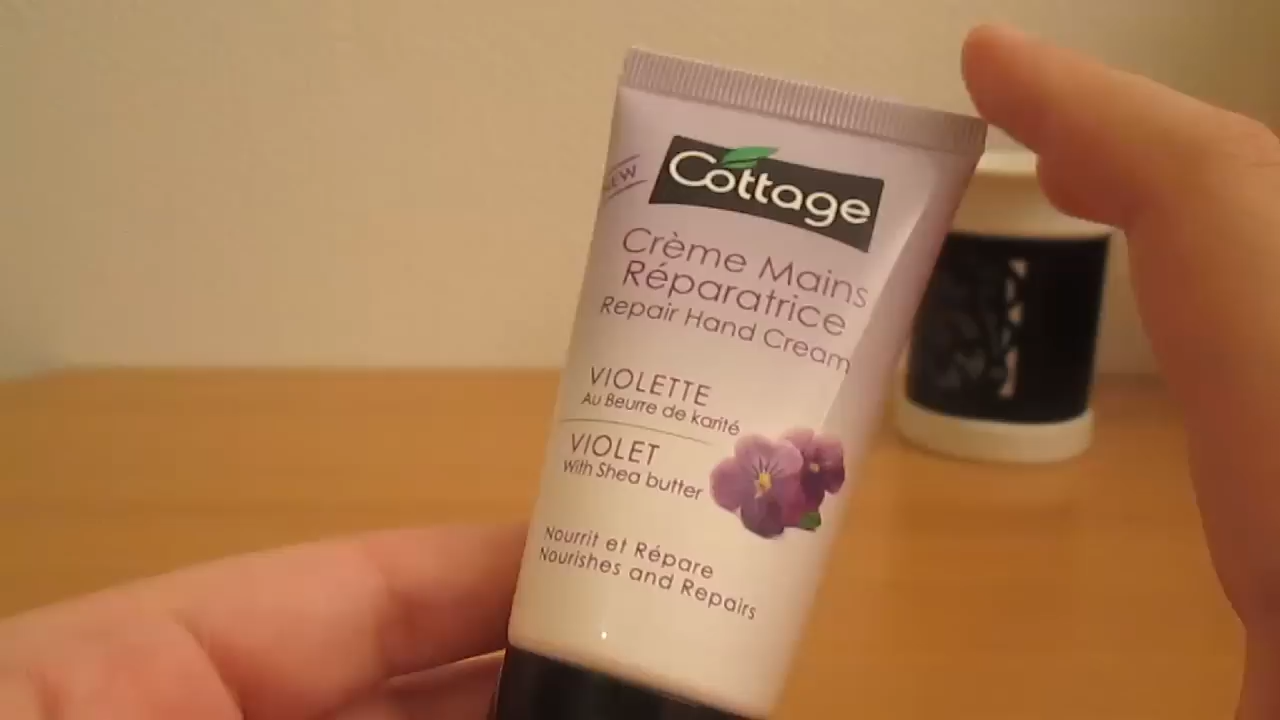 NEW
Cottage
Crème Mains
Réparatrice
Repair Hand Cream
VIOLETTE
Au Beurre de karité
VIOLET
With Shea butter
Nourrit et Répare
Nourishes and Repairs